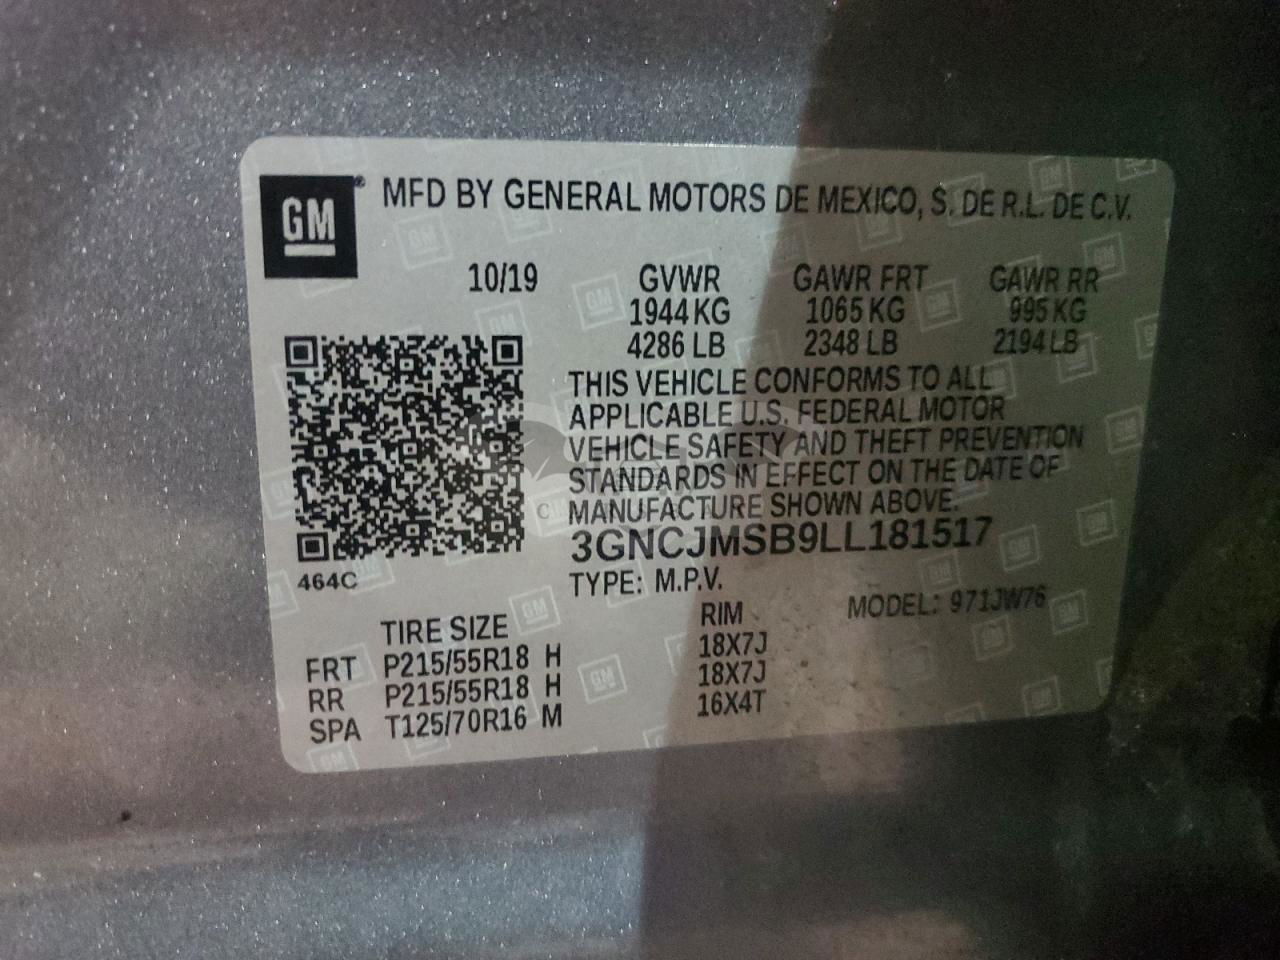 GM ® MFD BY GENERAL MOTORS DE MEXICO, S. DE R.L. DE C.V.
10/19 GVWR GAWR FRT GAWR RR
1944 KG 1065 KG 995 KG
4286 LB 2348 LB 2194 LB
THIS VEHICLE CONFORMS TO ALL
APPLICABLE U.S. FEDERAL MOTOR
VEHICLE SAFETY AND THEFT PREVENTION
STANDARDS IN EFFECT ON THE DATE OF
MANUFACTURE SHOWN ABOVE.
3GNCJMSB9LL181517
464C TYPE: M.P.V. MODEL: 971JW76
TIRE SIZE RIM
FRT P215/55R18 H 18X7J
RR P215/55R18 H 18X7J
SPA T125/70R16 M 16X4T